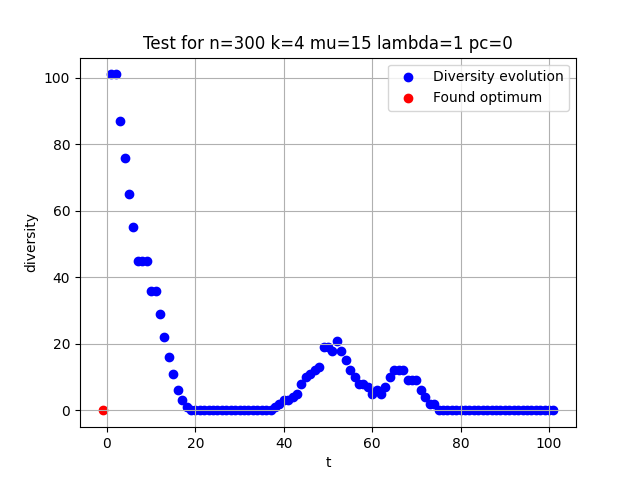 Test for n=300 k=4 mu=15 lambda=1 pc=0
Diversity evolution
Found optimum
100
80
60
40
20
0
diversity
0 20 40 60 80 100
t